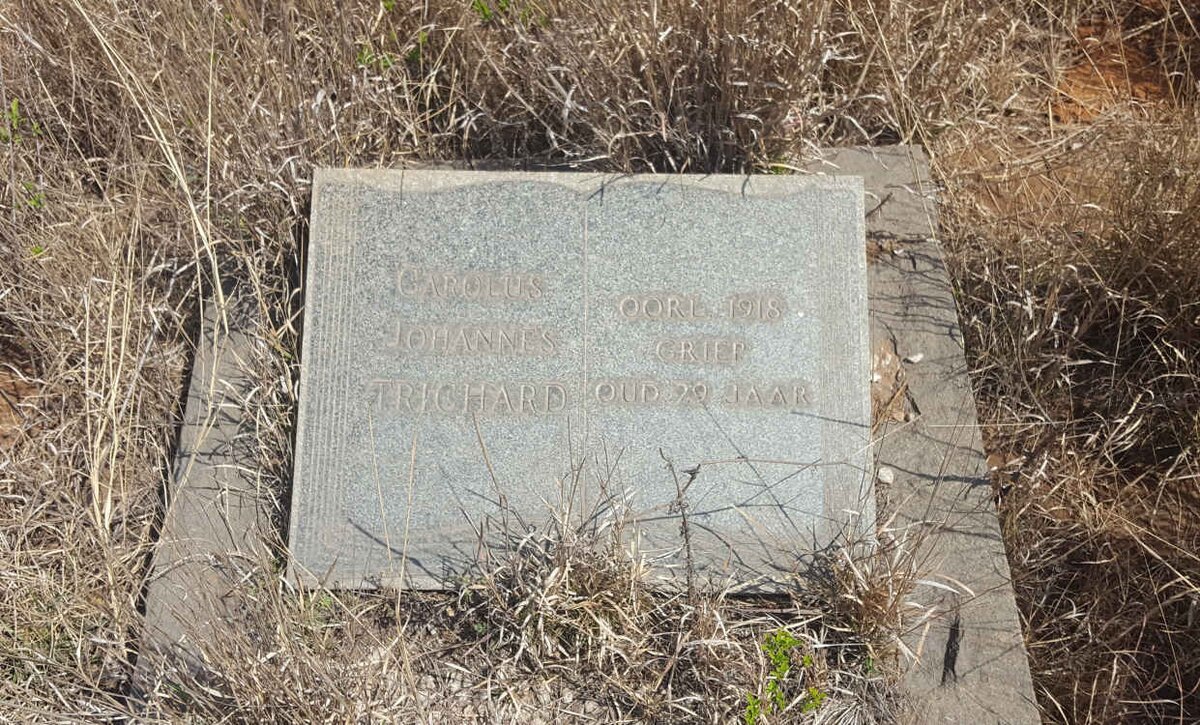 CAROLUS
JOHANNES
TRICHARD
OORL. 1918
GRIEP
OUD 29 JAAR